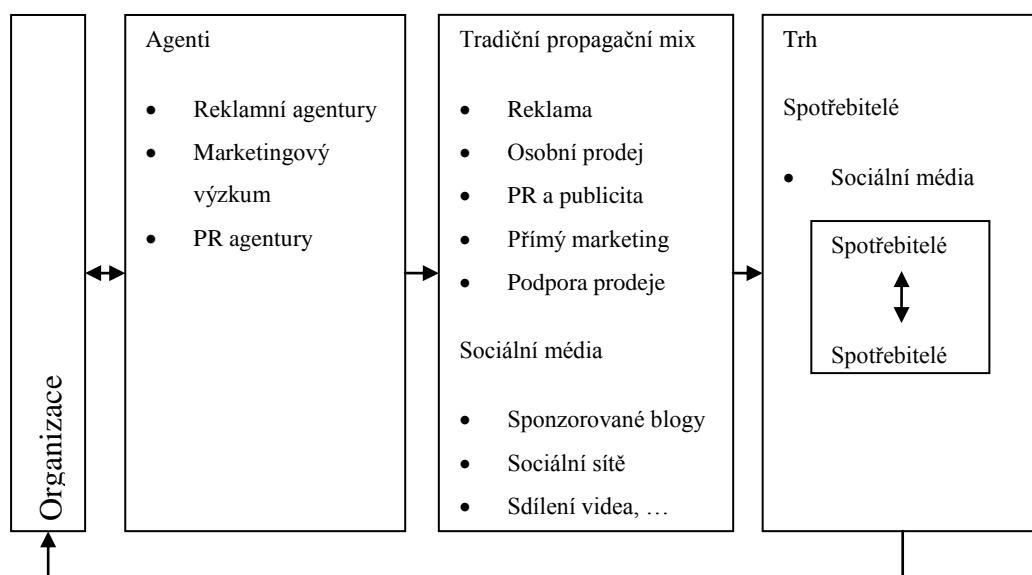 Organizace
Agenti
• Reklamní agentury
• Marketingový
výzkum
• PR agentury
Tradiční propagační mix
• Reklama
• Osobní prodej
• PR a publicita
• Přímý marketing
• Podpora prodeje
Sociální média
• Sponzorované blogy
• Sociální sítě
• Sdílení videa, …
Trh
Spotřebitelé
• Sociální média
Spotřebitelé
Spotřebitelé